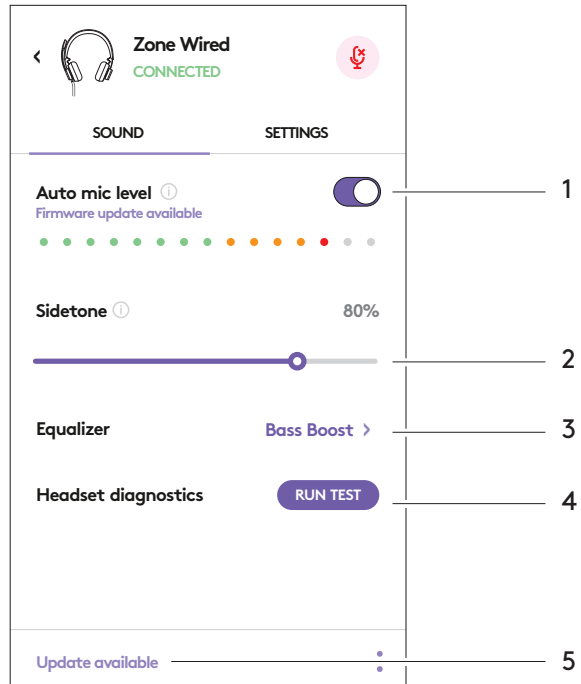 Zone Wired
CONNECTED
SOUND SETTINGS
Auto mic level 1
Firmware update available
Sidetone 80%
2
Equalizer Bass Boost > 3
Headset diagnostics RUN TEST 4
Update available 5